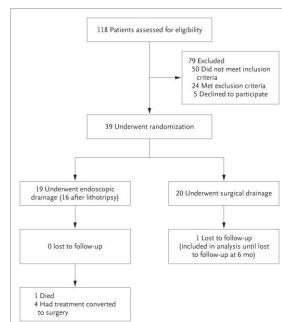 118 Patients assessed for eligibility
79 Excluded
50 Did not meet inclusion
criteria
24 Met exclusion criteria
5 Declined to participate
39 Underwent randomization
19 Underwent endoscopic
drainage (16 after lithotripsy)
20 Underwent surgical drainage
0 lost to follow-up
1 Lost to follow-up
(included in analysis until lost
to follow-up at 6 mo)
1 Died
4 Had treatment converted
to surgery